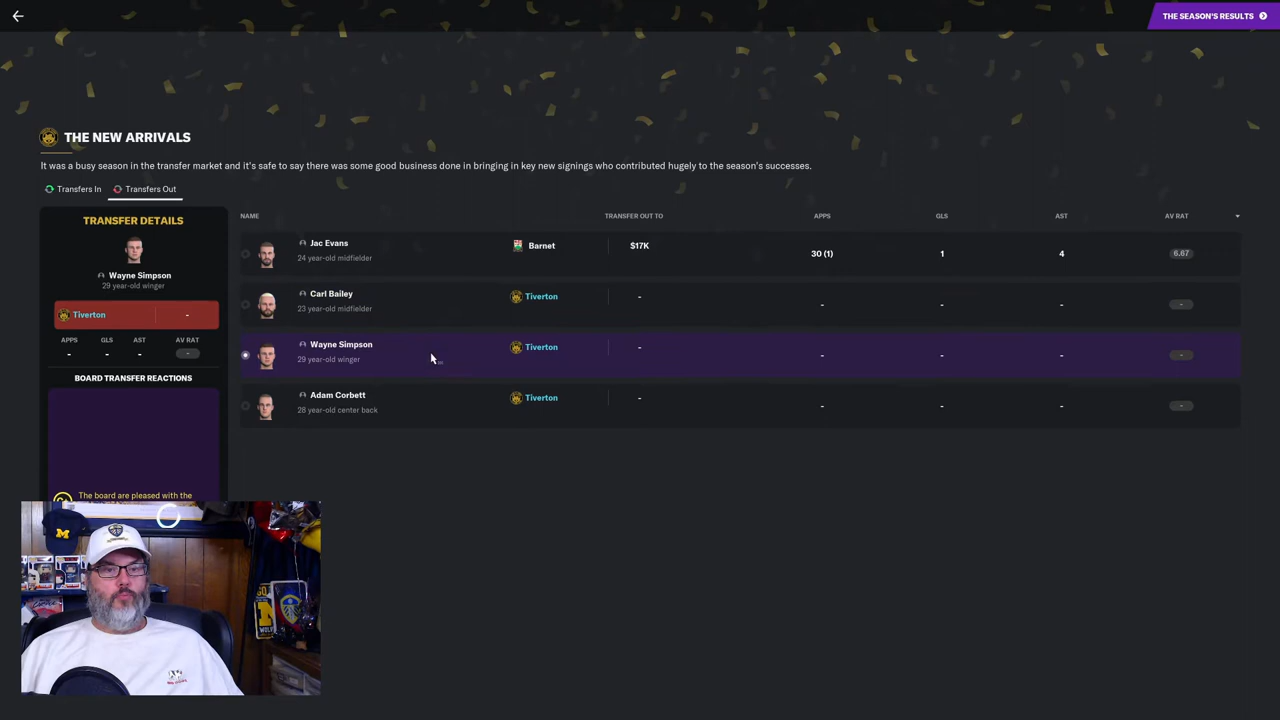 THE SEASON'S RESULTS
THE NEW ARRIVALS
It was a busy season in the transfer market and it's safe to say there was some good business done in bringing in key new signings who contributed hugely to the season's successes.
Transfers In
Transfers Out
TRANSFER DETAILS
Wayne Simpson
29 year-old winger
Tiverton -
APPS GLS AST AV RAT
- - - -
BOARD TRANSFER REACTIONS
The board are pleased with the
NAME TRANSFER OUT TO APPS GLS AST AV RAT
Jac Evans Barnet $17K 30 (1) 1 4 6.67
24 year-old midfielder
Carl Bailey Tiverton - - - - -
23 year-old midfielder
Wayne Simpson Tiverton - - - - -
29 year-old winger
Adam Corbett Tiverton - - - - -
28 year-old center back
M